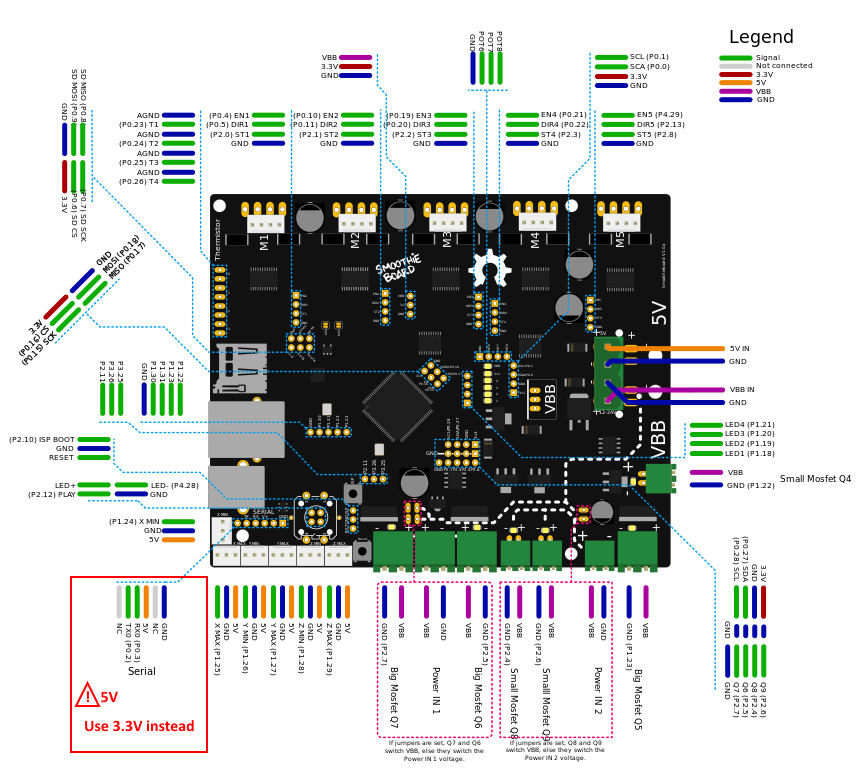 Legend
Signal
Not connected
3.3V
5V
VBB
GND
VBB
3.3V
GND
GND
POT6
POT7
POT8
SCL (P0.1)
SCA (P0.0)
3.3V
GND
SD MOSI (P0.9)
SD MISO (P0.8)
GND
3.3V
(P0.6) SD CS
(P0.7) SD SCK
AGND
(P0.23) T1
AGND
(P0.24) T2
AGND
(P0.25) T3
AGND
(P0.26) T4
(P0.4) EN1
(P0.5) DIR1
(P2.0) ST1
GND
(P0.10) EN2
(P0.11) DIR2
(P2.1) ST2
GND
(P0.19) EN3
(P0.20) DIR3
(P2.2) ST3
GND
EN4 (P0.21)
DIR4 (P0.22)
ST4 (P2.3)
GND
EN5 (P4.29)
DIR5 (P2.13)
ST5 (P2.8)
GND
GND
MOSI (P0.18)
MISO (P0.17)
3.3V
(P0.16) CS
(P0.15) SCK
Thermistor
M1
M2
M3
M4
M5
SMOOTHIE
BOARD
5V
VBB
VBB
5V IN
GND
VBB IN
GND
P2.11
P3.26
P3.25
GND
P1.30
P1.31
P1.23
P1.22
(P2.10) ISP BOOT
GND
RESET
LED+
(P2.12) PLAY
LED- (P4.28)
GND
(P1.24) X MIN
GND
5V
LED4 (P1.21)
LED3 (P1.20)
LED2 (P1.19)
LED1 (P1.18)
VBB
GND (P1.22)
Small Mosfet Q4
SERIAL
NC
TX0 (P0.2)
RX0 (P0.3)
5V
NC
GND
Serial
5V
Use 3.3V instead
X MAX (P1.25)
GND
5V
Y MIN (P1.26)
GND
5V
Y MAX (P1.27)
GND
5V
Z MIN (P1.28)
GND
5V
Z MAX (P1.29)
GND
5V
GND (P2.7)
VBB
Big Mosfet Q7
VBB
GND
Power IN 1
VBB
GND (P2.5)
Big Mosfet Q6
GND (P2.4)
VBB
Small Mosfet Q8
GND (P2.6)
VBB
Small Mosfet Q9
VBB
GND
Power IN 2
GND (P1.23)
VBB
Big Mosfet Q5
If jumpers are set, Q7 and Q6
switch VBB, else they switch the
Power IN 1 voltage.
If jumpers are set, Q8 and Q9
switch VBB, else they switch the
Power IN 2 voltage.
(P0.28) SCL
(P0.27) SDA
GND
3.3V
GND
GND
Q7 (P2.7)
Q6 (P2.5)
Q8 (P2.4)
Q9 (P2.6)